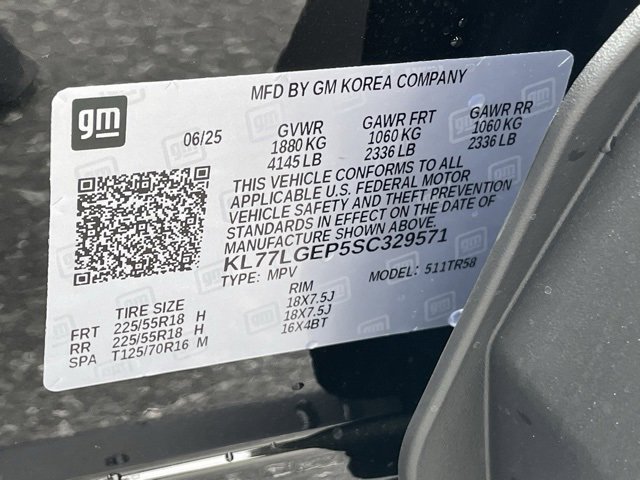 MFD BY GM KOREA COMPANY
gm
06/25
GVWR GAWR FRT GAWR RR
1880 KG 1060 KG 1060 KG
4145 LB 2336 LB 2336 LB
THIS VEHICLE CONFORMS TO ALL
APPLICABLE U.S. FEDERAL MOTOR
VEHICLE SAFETY AND THEFT PREVENTION
STANDARDS IN EFFECT ON THE DATE OF
MANUFACTURE SHOWN ABOVE.
KL77LGEP5SC329571
TYPE: MPV MODEL: 511TR58
TIRE SIZE RIM
FRT 225/55R18 H 18X7.5J
RR 225/55R18 H 18X7.5J
SPA T125/70R16 M 16X4BT